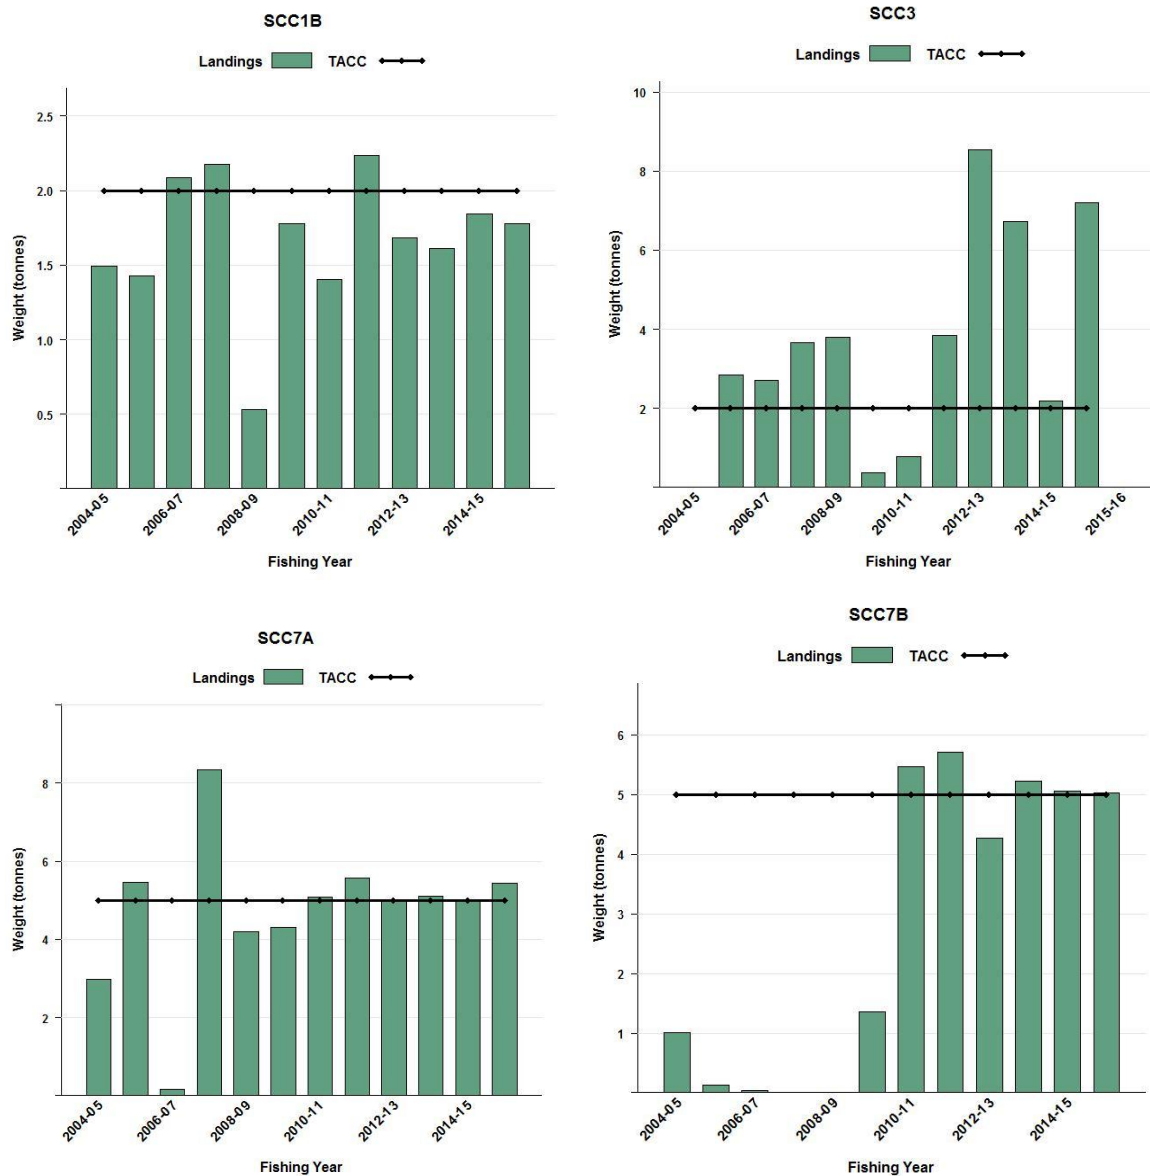 SCC1B
Landings TACC
Weight (tonnes)
2.5
2.0
1.5
1.0
0.5
2004-05 2006-07 2008-09 2010-11 2012-13 2014-15
Fishing Year
SCC3
Landings TACC
Weight (tonnes)
10
8
6
4
2
2004-05 2006-07 2008-09 2010-11 2012-13 2014-15 2015-16
Fishing Year
SCC7A
Landings TACC
Weight (tonnes)
8
6
4
2
2004-05 2006-07 2008-09 2010-11 2012-13 2014-15
Fishing Year
SCC7B
Landings TACC
Weight (tonnes)
6
5
4
3
2
1
2004-05 2006-07 2008-09 2010-11 2012-13 2014-15
Fishing Year